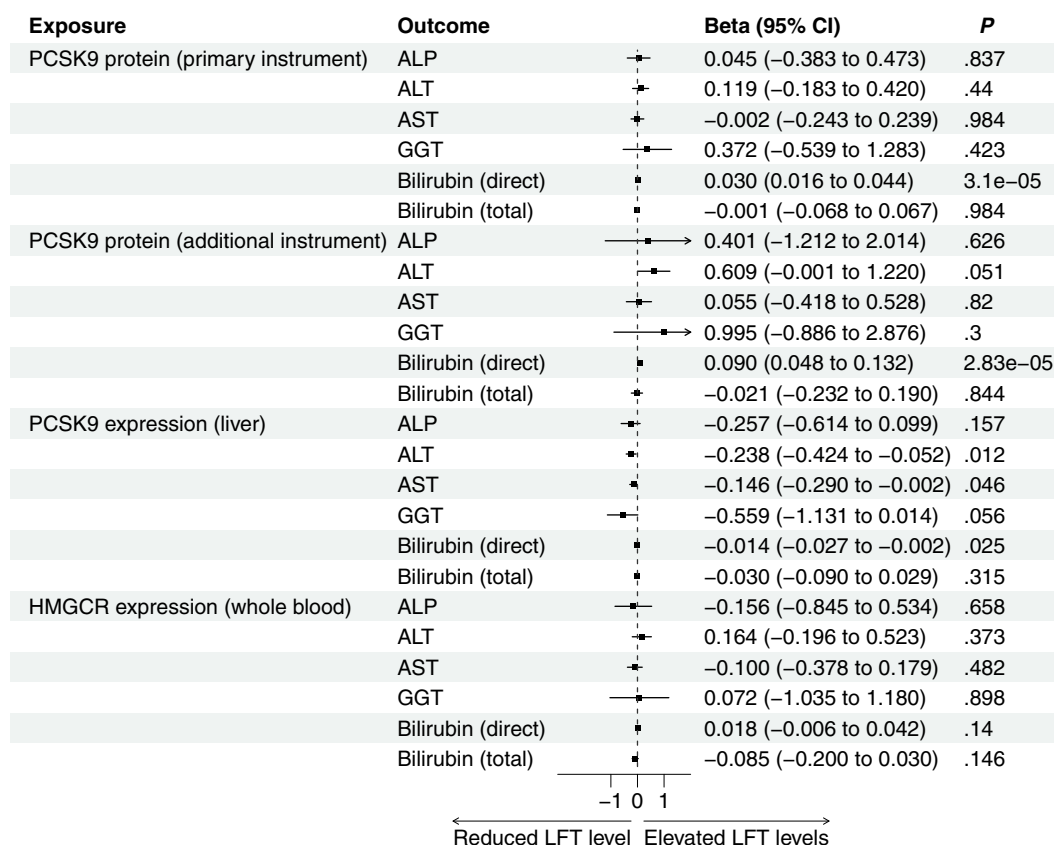 Exposure Outcome Beta (95% CI) P
PCSK9 protein (primary instrument) ALP 0.045 (−0.383 to 0.473) .837
ALT 0.119 (−0.183 to 0.420) .44
AST −0.002 (−0.243 to 0.239) .984
GGT 0.372 (−0.539 to 1.283) .423
Bilirubin (direct) 0.030 (0.016 to 0.044) 3.1e−05
Bilirubin (total) −0.001 (−0.068 to 0.067) .984
PCSK9 protein (additional instrument) ALP 0.401 (−1.212 to 2.014) .626
ALT 0.609 (−0.001 to 1.220) .051
AST 0.055 (−0.418 to 0.528) .82
GGT 0.995 (−0.886 to 2.876) .3
Bilirubin (direct) 0.090 (0.048 to 0.132) 2.83e−05
Bilirubin (total) −0.021 (−0.232 to 0.190) .844
PCSK9 expression (liver) ALP −0.257 (−0.614 to 0.099) .157
ALT −0.238 (−0.424 to −0.052) .012
AST −0.146 (−0.290 to −0.002) .046
GGT −0.559 (−1.131 to 0.014) .056
Bilirubin (direct) −0.014 (−0.027 to −0.002) .025
Bilirubin (total) −0.030 (−0.090 to 0.029) .315
HMGCR expression (whole blood) ALP −0.156 (−0.845 to 0.534) .658
ALT 0.164 (−0.196 to 0.523) .373
AST −0.100 (−0.378 to 0.179) .482
GGT 0.072 (−1.035 to 1.180) .898
Bilirubin (direct) 0.018 (−0.006 to 0.042) .14
Bilirubin (total) −0.085 (−0.200 to 0.030) .146
−1 0 1
Reduced LFT level Elevated LFT levels